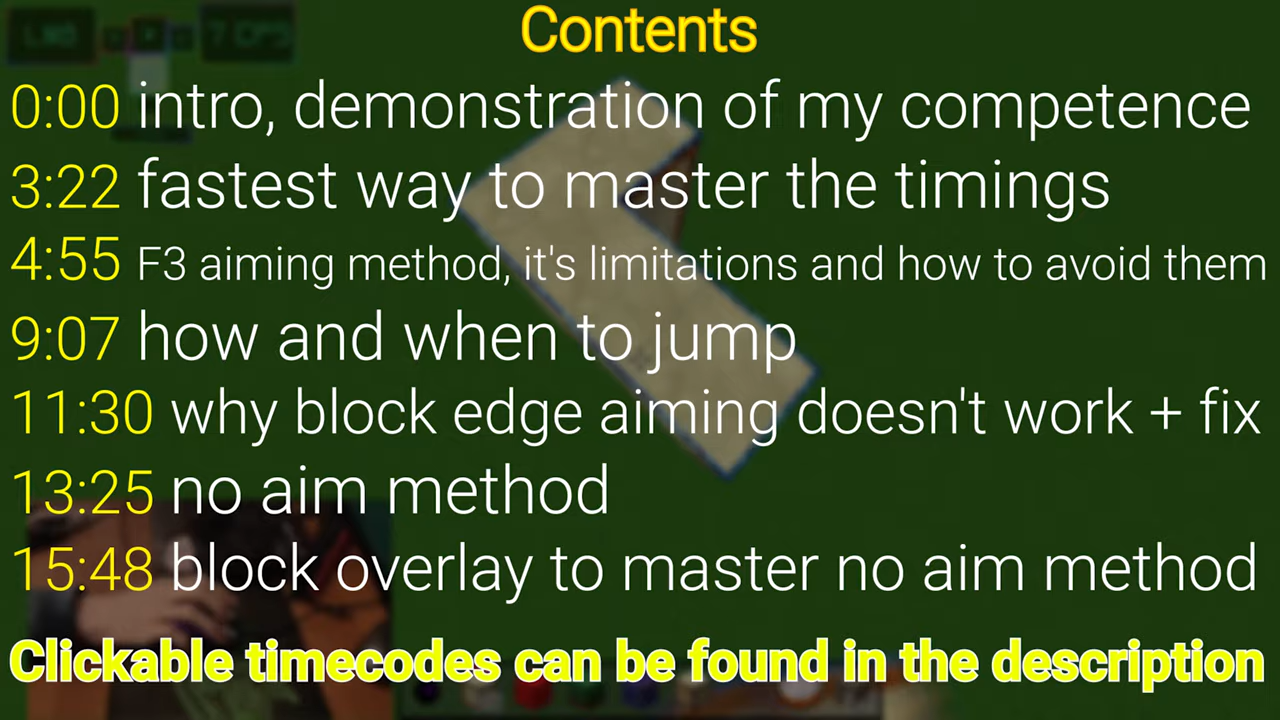 Contents
0:00 intro, demonstration of my competence
3:22 fastest way to master the timings
4:55 F3 aiming method, it's limitations and how to avoid them
9:07 how and when to jump
11:30 why block edge aiming doesn't work + fix
13:25 no aim method
15:48 block overlay to master no aim method
Clickable timecodes can be found in the description